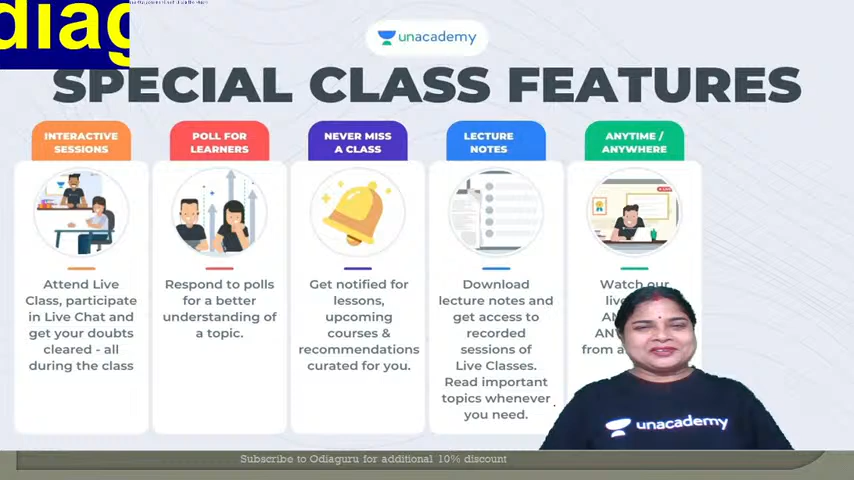 diag
unacademy
SPECIAL CLASS FEATURES
INTERACTIVE
SESSIONS
Attend Live
Class, participate
in Live Chat and
get your doubts
cleared - all
during the class
POLL FOR
LEARNERS
Respond to polls
for a better
understanding of
a topic.
NEVER MISS
A CLASS
Get notified for
lessons,
upcoming
courses &
recommendations
curated for you.
LECTURE
NOTES
Download
lecture notes and
get access to
recorded
sessions of
Live Classes.
Read important
topics whenever
you need.
ANYTIME /
ANYWHERE
Watch our
from a
unacademy
Subscribe to Odiaguru for additional 10% discount